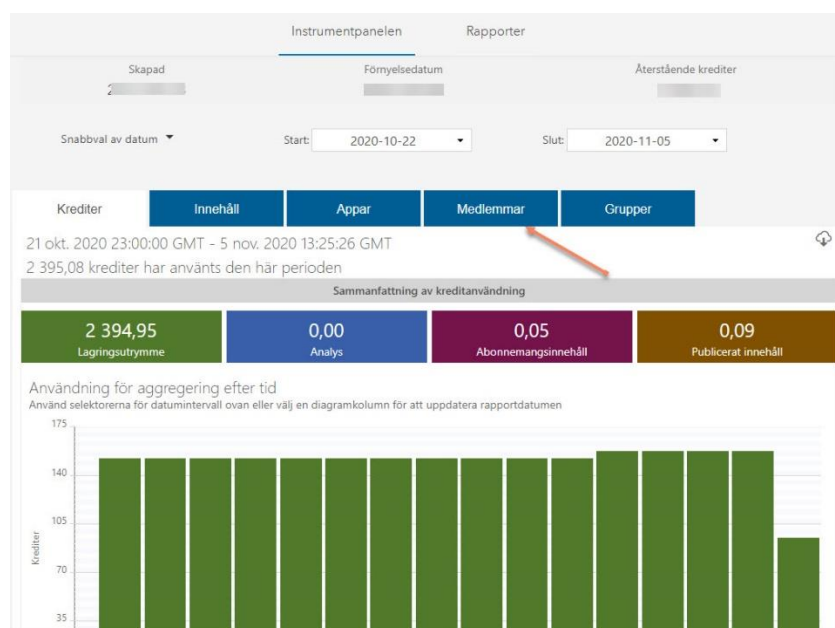 Instrumentpanelen Rapporter
Skapad Förnyelsedatum Återstående krediter
Snabbval av datum Start: 2020-10-22 Slut: 2020-11-05
Krediter Innehåll Appar Medlemmar Grupper
21 okt. 2020 23:00:00 GMT - 5 nov. 2020 13:25:26 GMT
2 395,08 krediter har använts den här perioden
Sammanfattning av kreditanvändning
2 394,95 0,00 0,05 0,09
Lagringsutrymme Analys Abonnemangsinnehåll Publicerat innehåll
Användning för aggregering efter tid
Använd selektorerna för datumintervall ovan eller välj en diagramkolumn för att uppdatera rapportdatumen
175
140
105
Krediter
70
35